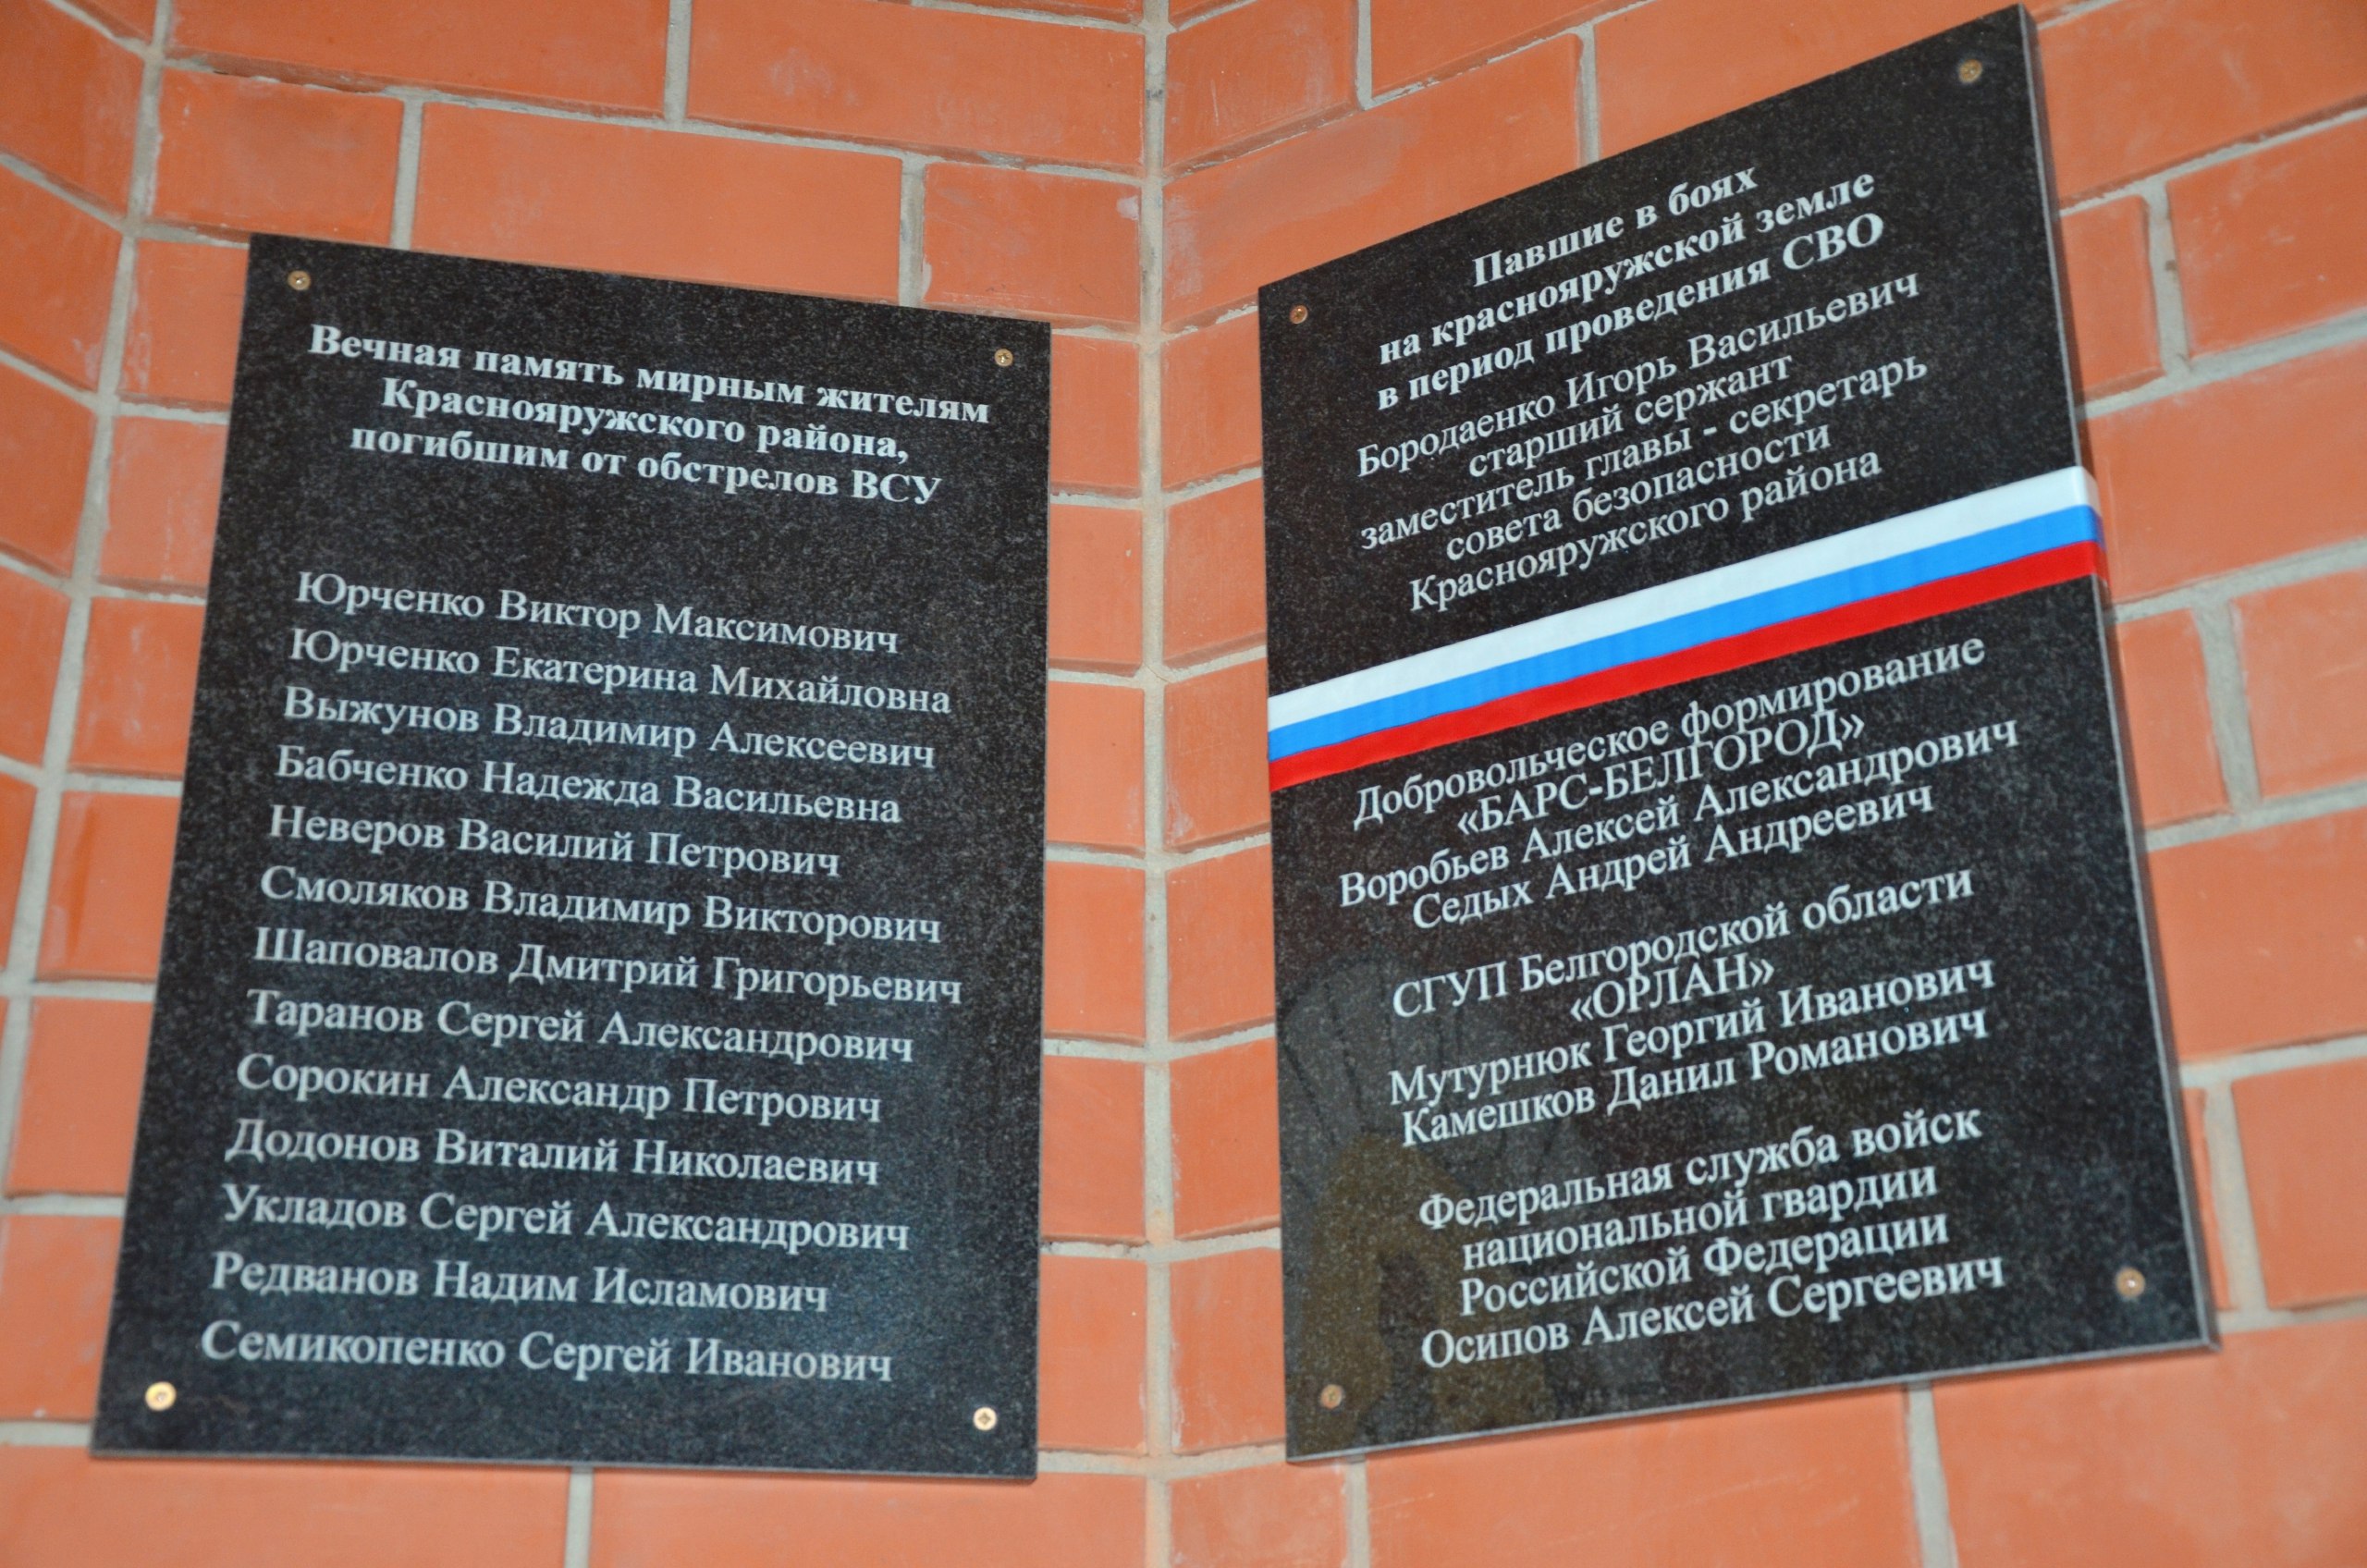 Вечная память мирным жителям
Краснояружского района,
погибшим от обстрелов ВСУ
Юрченко Виктор Максимович
Юрченко Екатерина Михайловна
Выжунов Владимир Алексеевич
Бабченко Надежда Васильевна
Неверов Василий Петрович
Смоляков Владимир Викторович
Шаповалов Дмитрий Григорьевич
Таранов Сергей Александрович
Сорокин Александр Петрович
Додонов Виталий Николаевич
Укладов Сергей Александрович
Редванов Надим Исламович
Семикопенко Сергей Иванович
Павшие в боях
на краснояружской земле
в период проведения СВО
Бородаенко Игорь Васильевич
старший сержант
заместитель главы - секретарь
совета безопасности
Краснояружского района
Добровольческое формирование
«БАРС-БЕЛГОРОД»
Воробьев Алексей Александрович
Седых Андрей Андреевич
СГУП Белгородской области
«ОРЛАН»
Мутурнюк Георгий Иванович
Камешков Данил Романович
Федеральная служба войск
национальной гвардии
Российской Федерации
Осипов Алексей Сергеевич